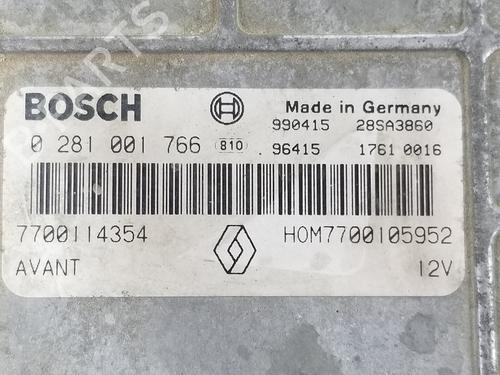 BOSCH
Made in Germany
990415 28SA3860
0 281 001 766 810
.96415 1761 0016
7700114354
HOM7700105952
AVANT
12V